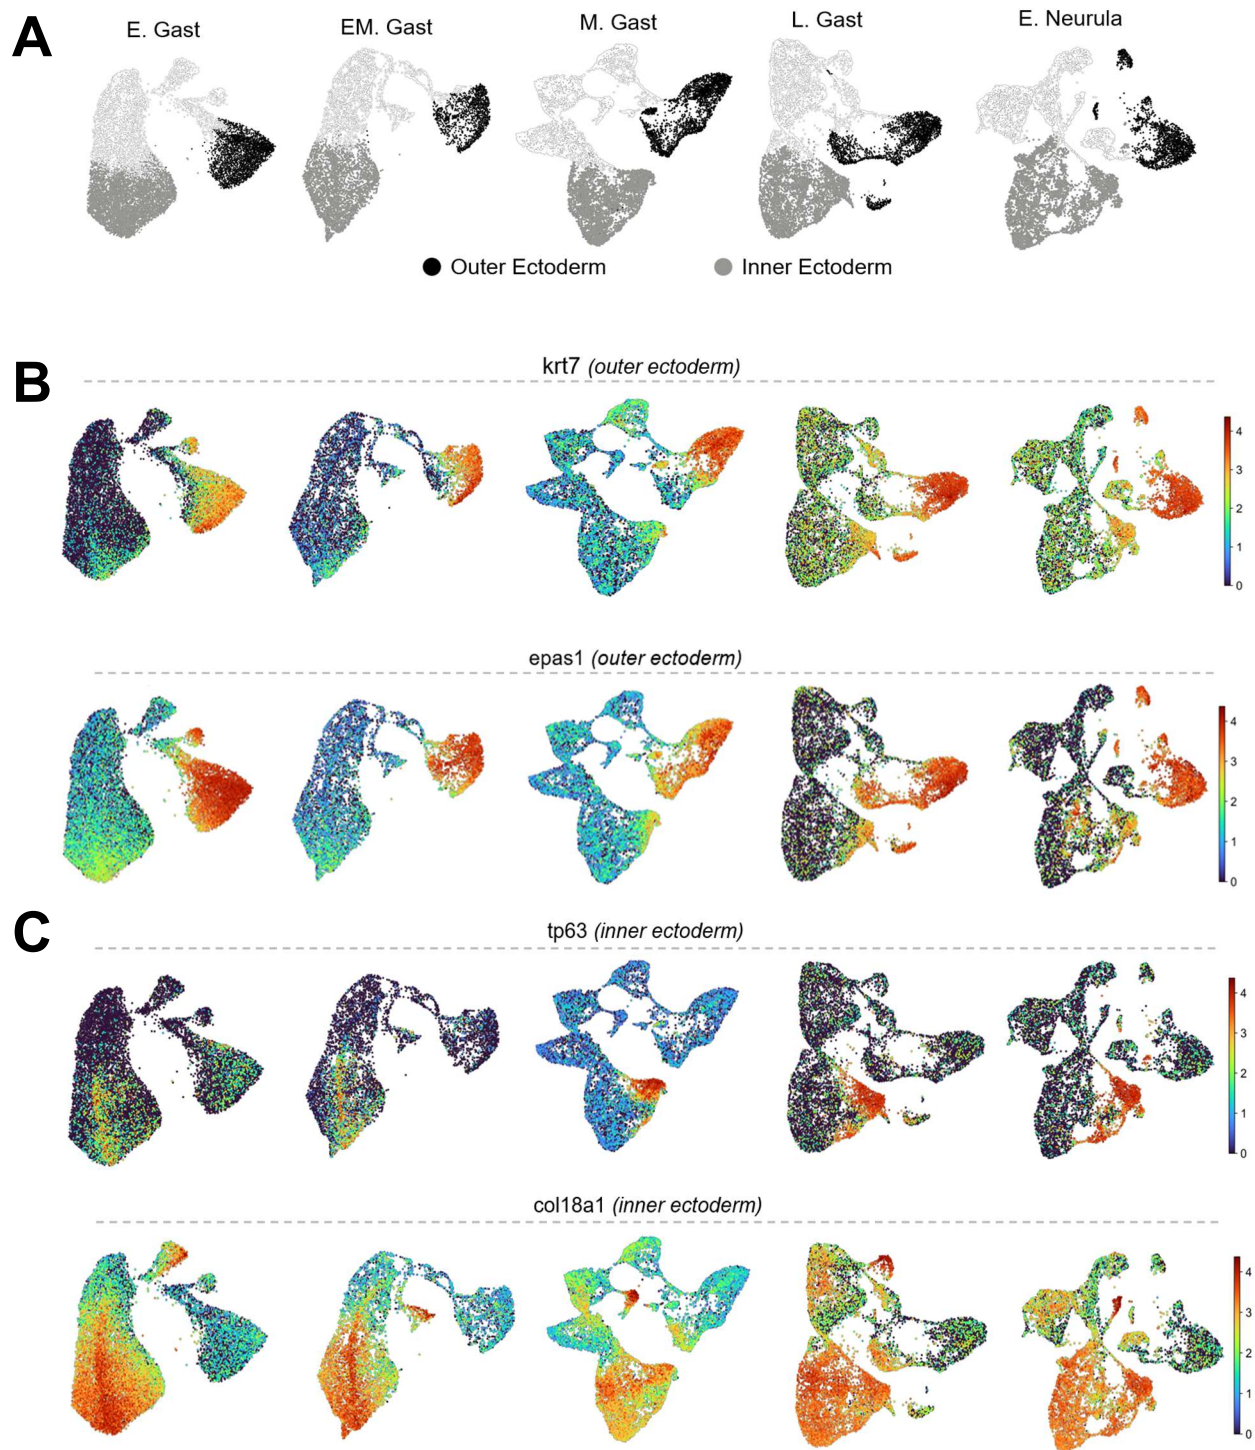 A
E. Gast
EM. Gast
M. Gast
L. Gast
E. Neurula
Outer Ectoderm
Inner Ectoderm
B
krt7 (outer ectoderm)
4
3
2
1
0
epas1 (outer ectoderm)
4
3
2
1
0
C
tp63 (inner ectoderm)
4
3
2
1
0
col18a1 (inner ectoderm)
4
3
2
1
0